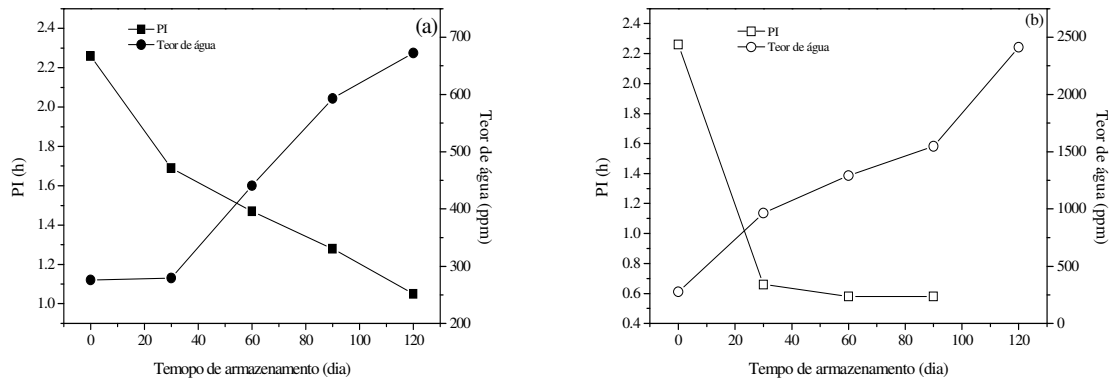 (a)
PI
Teor de água
2.4
2.2
2.0
1.8
1.6
1.4
1.2
1.0
PI (h)
700
600
500
400
300
200
Teor de água (ppm)
0 20 40 60 80 100 120
Temopo de armazenamento (dia)
(b)
PI
Teor de água
2.4
2.2
2.0
1.8
1.6
1.4
1.2
1.0
0.8
0.6
0.4
PI (h)
2500
2000
1500
1000
500
0
Teor de água (ppm)
0 20 40 60 80 100 120
Tempo de armazenamento (dia)